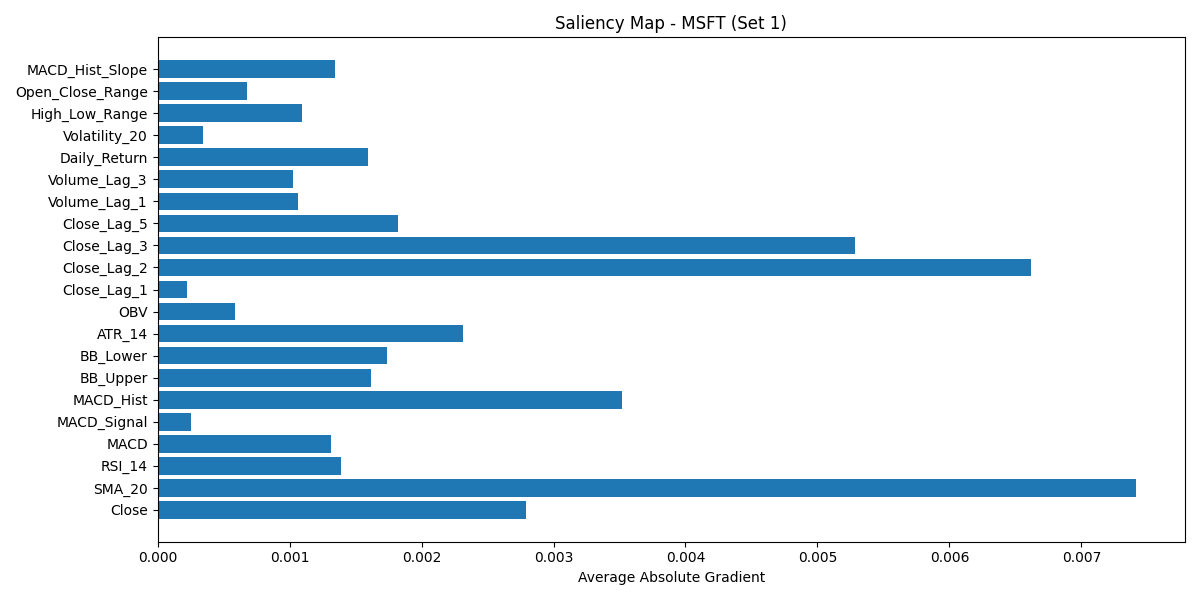 Saliency Map - MSFT (Set 1)
MACD_Hist_Slope
Open_Close_Range
High_Low_Range
Volatility_20
Daily_Return
Volume_Lag_3
Volume_Lag_1
Close_Lag_5
Close_Lag_3
Close_Lag_2
Close_Lag_1
OBV
ATR_14
BB_Lower
BB_Upper
MACD_Hist
MACD_Signal
MACD
RSI_14
SMA_20
Close
0.000 0.001 0.002 0.003 0.004 0.005 0.006 0.007
Average Absolute Gradient